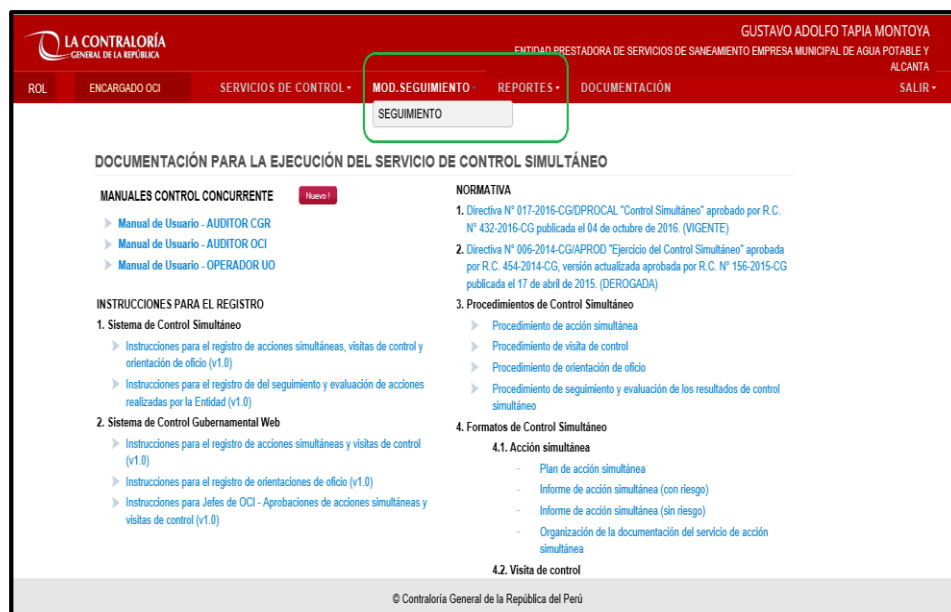 LA CONTRALORÍA
GENERAL DE LA REPÚBLICA
GUSTAVO ADOLFO TAPIA MONTOYA
ENTIDAD PRESTADORA DE SERVICIOS DE SANEAMIENTO EMPRESA MUNICIPAL DE AGUA POTABLE Y
ALCANTA
ROL ENCARGADO OCI SERVICIOS DE CONTROL MOD.SEGUIMIENTO REPORTES DOCUMENTACIÓN SALIR
SEGUIMIENTO
DOCUMENTACIÓN PARA LA EJECUCIÓN DEL SERVICIO DE CONTROL SIMULTÁNEO
MANUALES CONTROL CONCURRENTE Nuevo !
Manual de Usuario - AUDITOR CGR
Manual de Usuario - AUDITOR OCI
Manual de Usuario - OPERADOR UO
INSTRUCCIONES PARA EL REGISTRO
1. Sistema de Control Simultáneo
Instrucciones para el registro de acciones simultáneas, visitas de control y
orientación de oficio (v1.0)
Instrucciones para el registro de del seguimiento y evaluación de acciones
realizadas por la Entidad (v1.0)
2. Sistema de Control Gubernamental Web
Instrucciones para el registro de acciones simultáneas y visitas de control
(v1.0)
Instrucciones para el registro de orientaciones de oficio (v1.0)
Instrucciones para Jefes de OCI - Aprobaciones de acciones simultáneas y
visitas de control (v1.0)
NORMATIVA
1. Directiva N° 017-2016-CG/DPROCAL "Control Simultáneo" aprobado por R.C.
N° 432-2016-CG publicada el 04 de octubre de 2016. (VIGENTE)
2. Directiva N° 006-2014-CG/APROD "Ejercicio del Control Simultáneo" aprobada
por R.C. 454-2014-CG, versión actualizada aprobada por R.C. N° 156-2015-CG
publicada el 17 de abril de 2015. (DEROGADA)
3. Procedimientos de Control Simultáneo
Procedimiento de acción simultánea
Procedimiento de visita de control
Procedimiento de orientación de oficio
Procedimiento de seguimiento y evaluación de los resultados de control
simultáneo
4. Formatos de Control Simultáneo
4.1. Acción simultánea
- Plan de acción simultánea
- Informe de acción simultánea (con riesgo)
- Informe de acción simultánea (sin riesgo)
- Organización de la documentación del servicio de acción
simultánea
4.2. Visita de control
© Contraloría General de la República del Perú